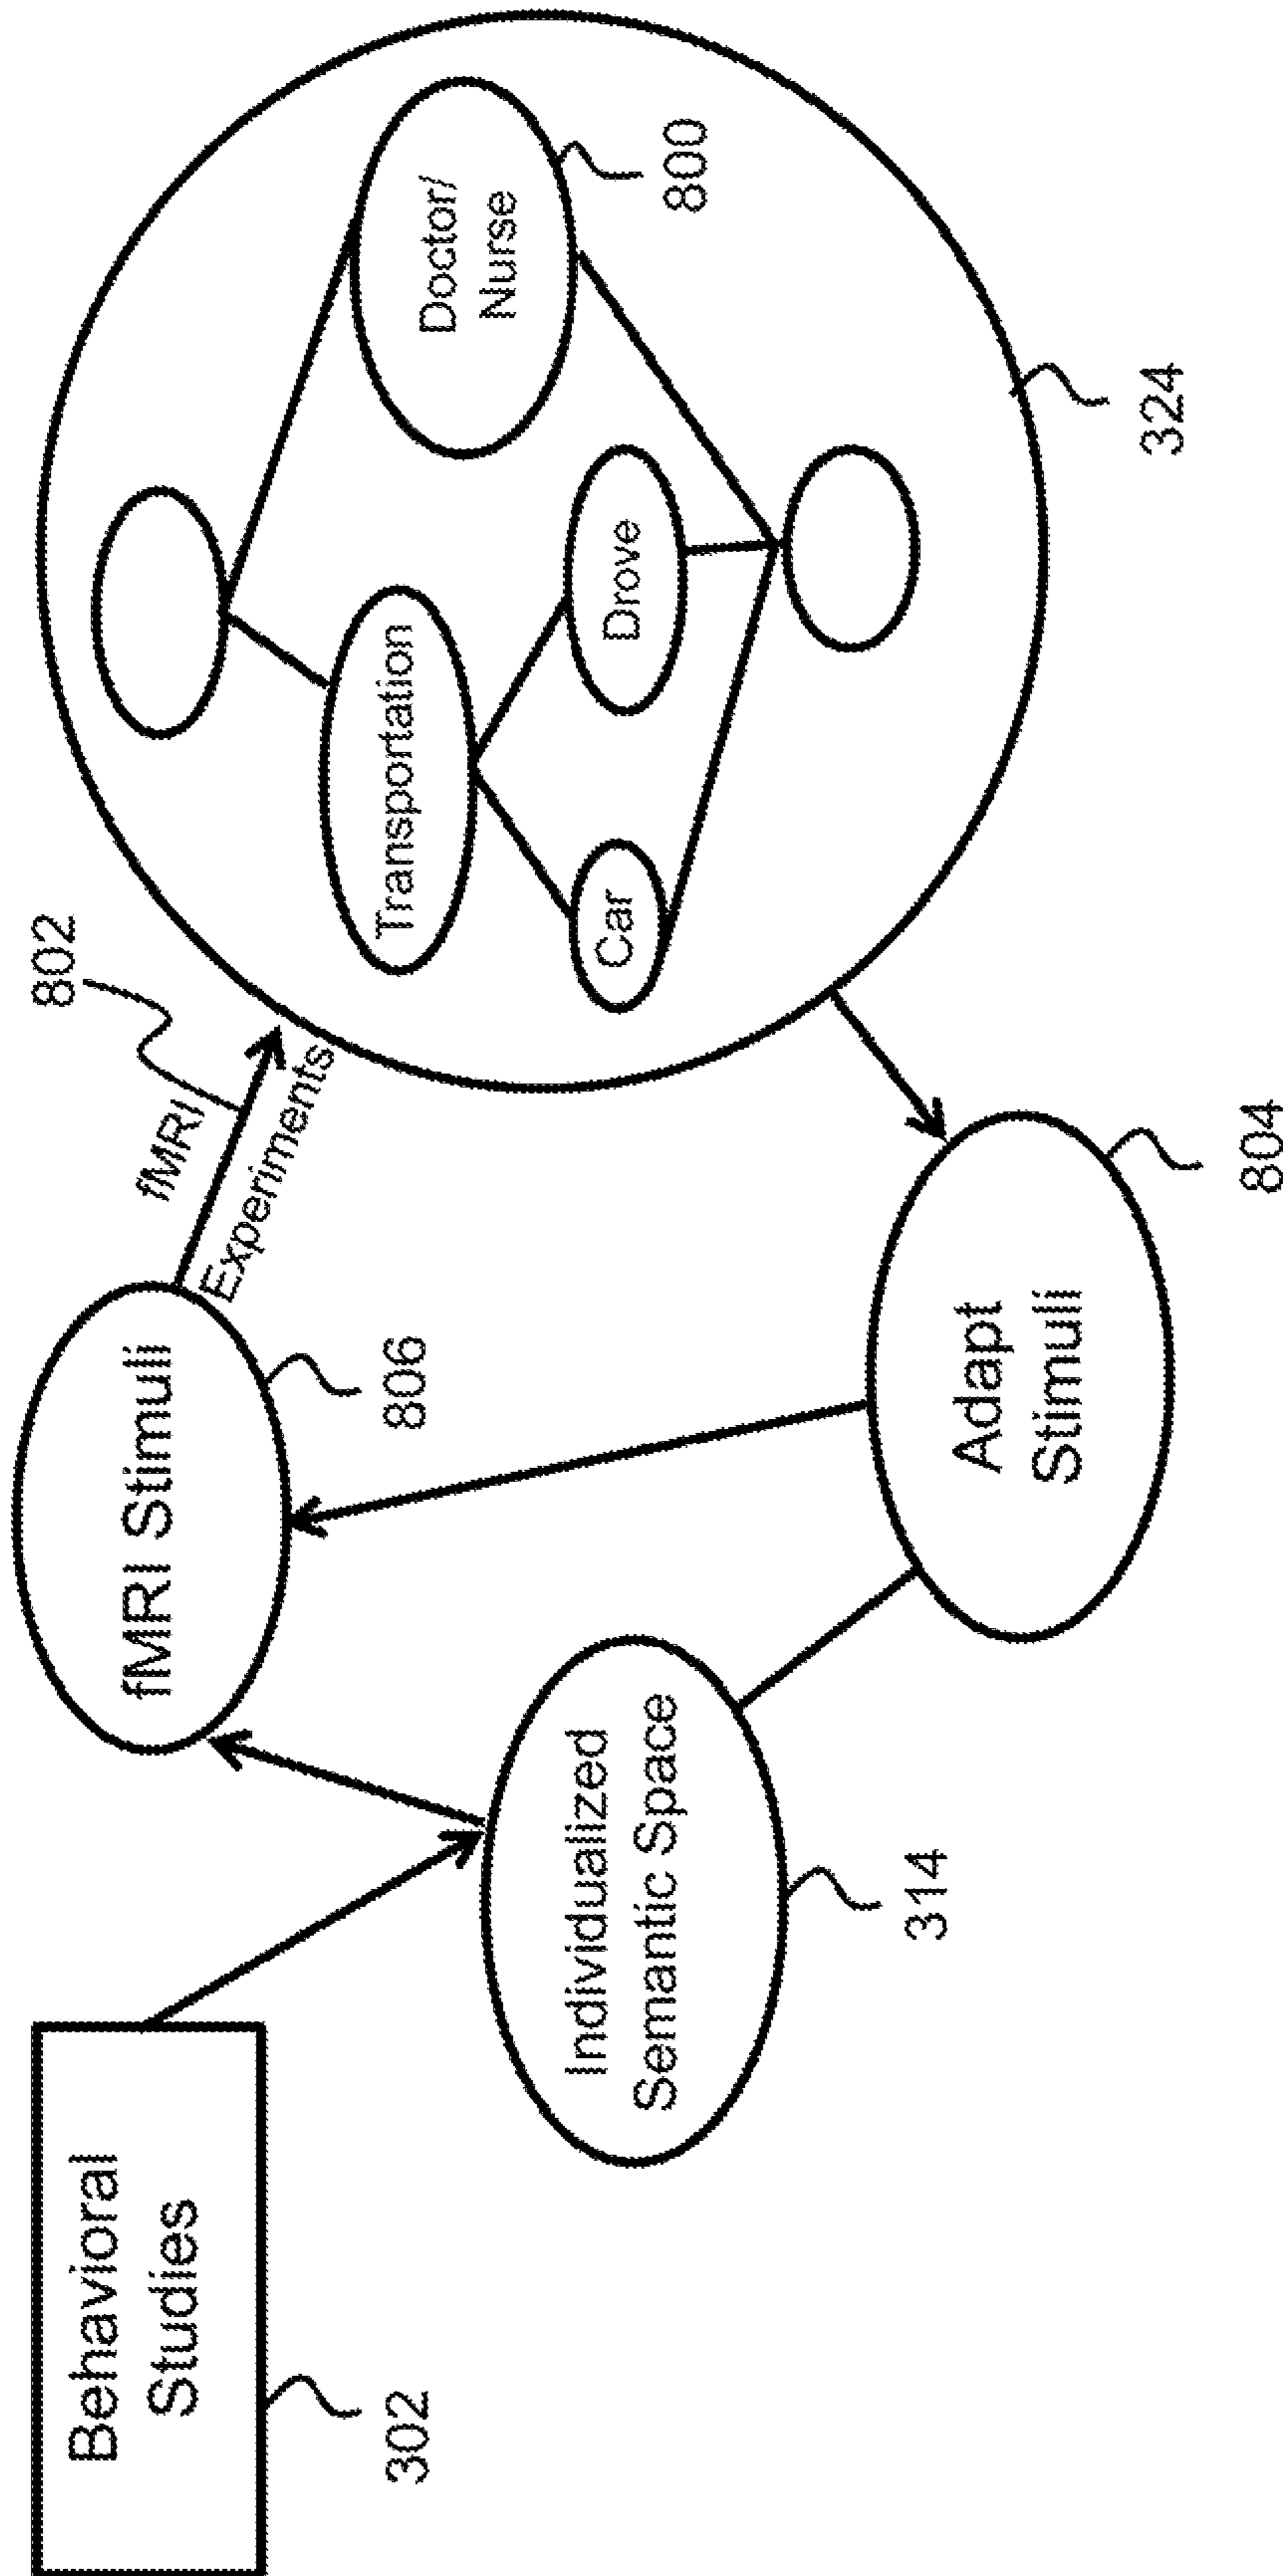 Behavioral
Studies
302
Individualized
Semantic Space
314
fMRI Stimuli
806
fMRI
Experiments
802
Adapt
Stimuli
804
Transportation
Car
Drove
Doctor/
Nurse
800
324